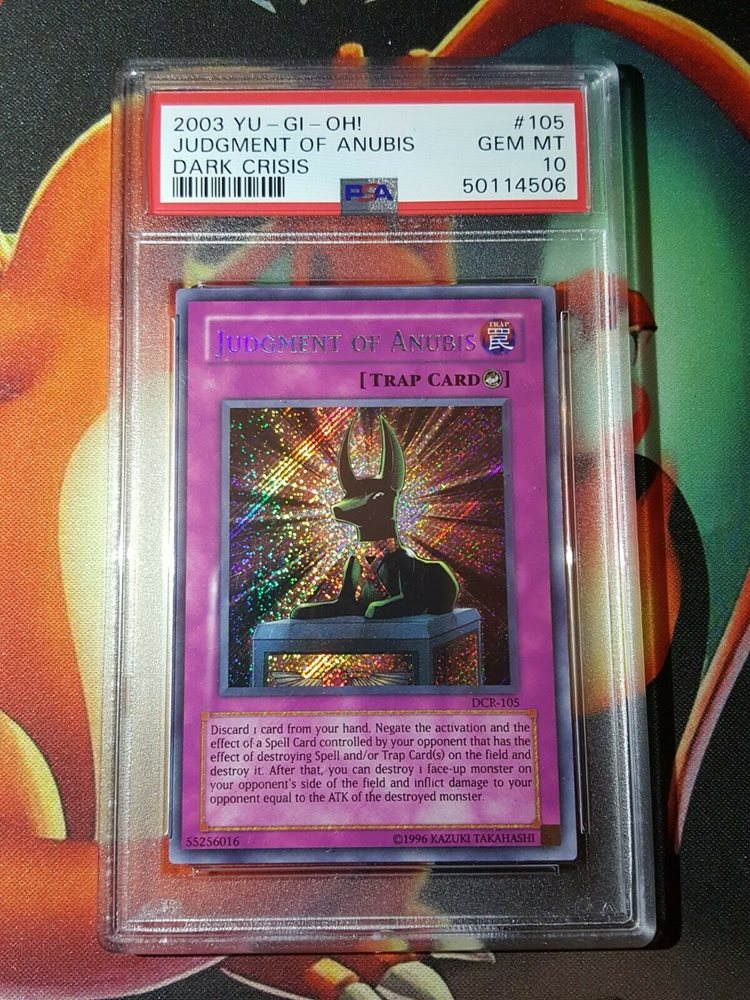 2003 YU-GI-OH! #105
JUDGMENT OF ANUBIS GEM MT
DARK CRISIS 10
PSA 50114506
JUDGMENT OF ANUBIS TRAP 罠
[TRAP CARD]
DCR-105
Discard 1 card from your hand. Negate the activation and the
effect of a Spell Card controlled by your opponent that has the
effect of destroying Spell and/or Trap Card(s) on the field and
destroy it. After that, you can destroy 1 face-up monster on
your opponent's side of the field and inflict damage to your
opponent equal to the ATK of the destroyed monster.
55256016 ©1996 KAZUKI TAKAHASHI